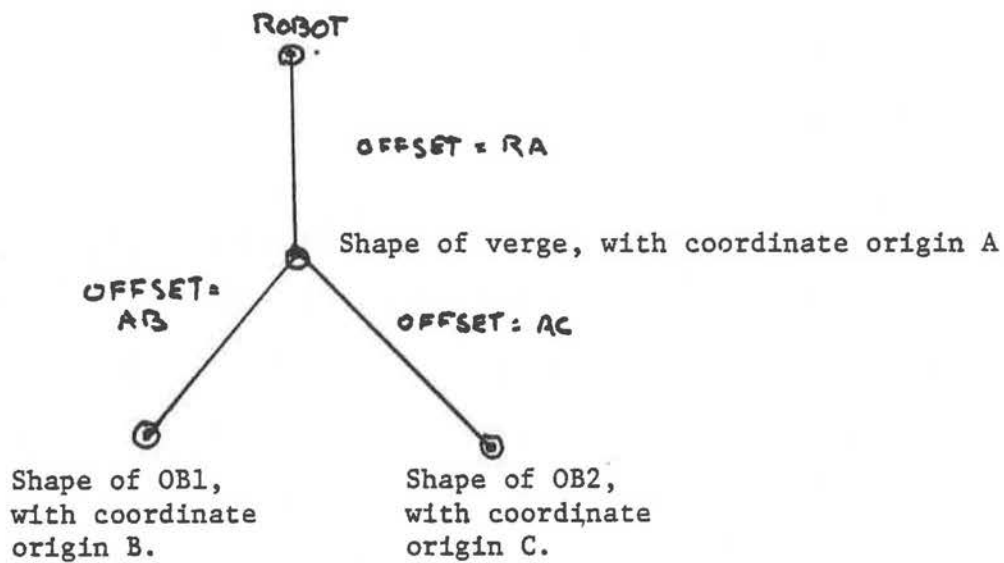 ROBOT
OFFSET = RA
Shape of verge, with coordinate origin A
OFFSET=
AB
OFFSET: AC
Shape of OB1,
with coordinate
origin B.
Shape of OB2,
with coordinate
origin C.